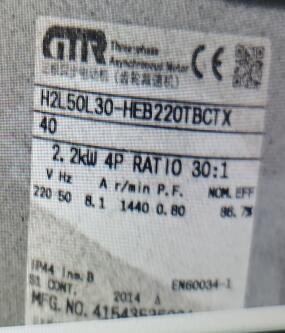 GTR Three-phase
Asynchronous Motor
CE
H2L50L30-HEB220TBCTX
40
2.2kW 4P RATIO 30:1
V Hz A r/min P.F. NOM.EFF
220 50 8.1 1440 0.80 86.7%
IP44 Ins.B
S1 CONT. 2014 EN60034-1
MFG. NO.